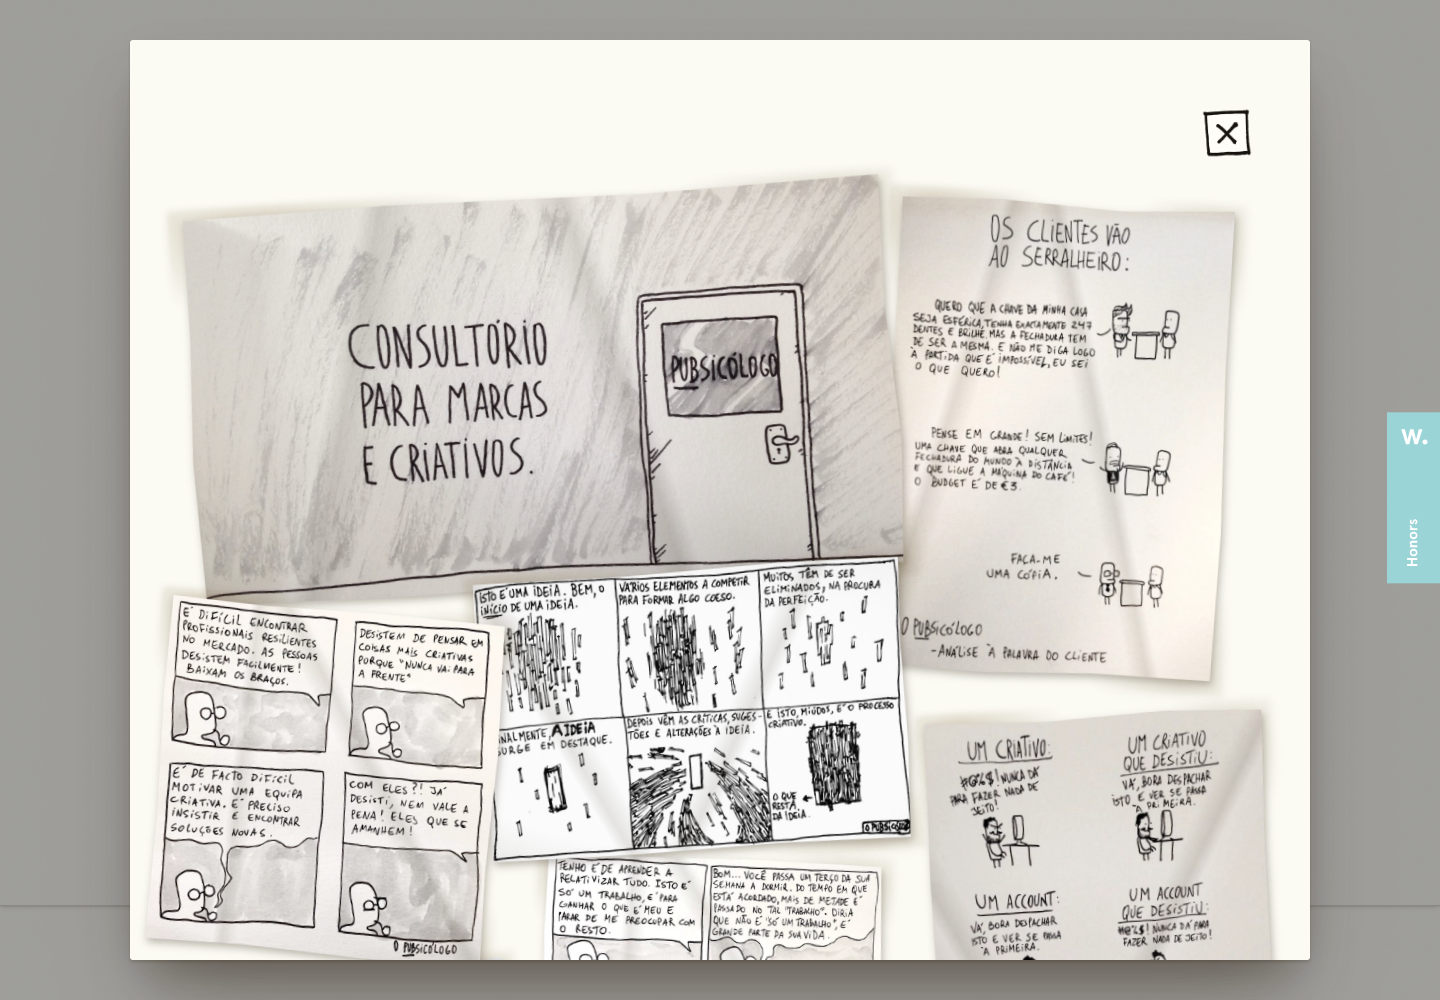 CONSULTÓRIO
PARA MARCAS
E CRIATIVOS.
PUBSICÓLOGO
OS CLIENTES VÃO
AO SERRALHEIRO:
QUERO QUE A CHAVE DA MINHA CASA
SEJA ESFÉRICA, TENHA EXACTAMENTE 247
DENTES E BRILHE. MAS A FECHADURA TEM
DE SER A MESMA. E NÃO ME DIGA LOGO
À PARTIDA QUE É IMPOSSÍVEL, EU SEI
O QUE QUERO!
PENSE EM GRANDE! SEM LIMITES!
UMA CHAVE QUE ABRA QUALQUER
FECHADURA DO MUNDO À DISTÂNCIA
E QUE LIGUE A MÁQUINA DO CAFÉ!
O BUDGET É DE €3.
FAÇA-ME
UMA CÓPIA.
O PUBSICÓLOGO
-ANÁLISE À PALAVRA DO CLIENTE
W.
Honors
É DIFÍCIL ENCONTRAR
PROFISSIONAIS RESILIENTES
NO MERCADO. AS PESSOAS
DESISTEM FACILMENTE!
BAIXAM OS BRAÇOS.
DESISTEM DE PENSAR EM
COISAS MAIS CRIATIVAS
PORQUE "NUNCA VAI PARA
A FRENTE"
É DE FACTO DIFÍCIL
MOTIVAR UMA EQUIPA
CRIATIVA. É PRECISO
INSISTIR E ENCONTRAR
SOLUÇÕES NOVAS.
COM ELES?! JÁ
DESISTI, NEM VALE A
PENA! ELES QUE SE
AMANHEM!
O PUBSICÓLOGO
ISTO É UMA IDEIA. BEM, O
INÍCIO DE UMA IDEIA.
VÁRIOS ELEMENTOS A COMPETIR
PARA FORMAR ALGO COESO.
MUITOS TÊM DE SER
ELIMINADOS, NA PROCURA
DA PERFEIÇÃO.
NALMENTE, A IDEIA
URGE EM DESTAQUE.
DEPOIS VÊM AS CRÍTICAS, SUGES-
TÕES E ALTERAÇÕES À IDEIA.
E ISTO, MIÚDOS, É O PROCESSO
CRIATIVO.
O QUE
RESTA
DA IDEIA.
TENHO É DE APRENDER A
RELATIVIZAR TUDO. ISTO É
SÓ UM TRABALHO, É PARA
GANHAR O QUE É MEU E
PARAR DE ME PREOCUPAR COM
O RESTO.
BOM... VOCÊ PASSA UM TERÇO DA SUA
SEMANA A DORMIR. DO TEMPO EM QUE
ESTÁ ACORDADO, MAIS DE METADE É
PASSADO NO TAL "TRABALHO". DIRIA
QUE NÃO É "SÓ UM TRABALHO", É
GRANDE PARTE DA SUA VIDA.
UM CRIATIVO:
#@%$! NUNCA DÁ
PARA FAZER NADA DE
JEITO!
UM CRIATIVO
QUE DESISTIU:
VÁ, BORA DESPACHAR
ISTO E VER SE PASSA
À PRIMEIRA.
UM ACCOUNT:
VÁ, BORA DESPACHAR
ISTO E VER SE PASSA
À PRIMEIRA.
UM ACCOUNT
QUE DESISTIU:
#@%$! NUNCA DÁ PARA
FAZER NADA DE JEITO!